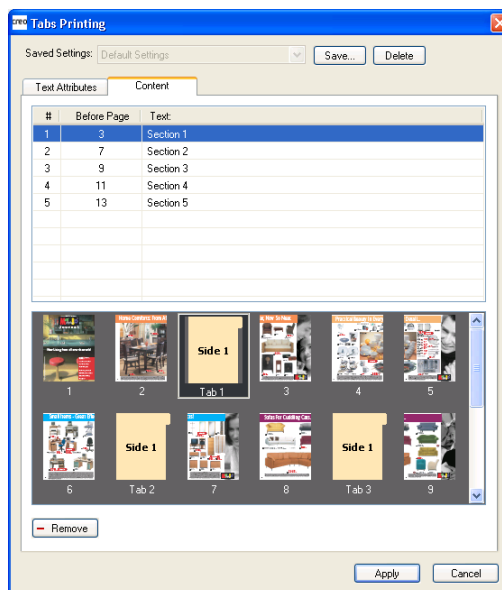 creo Tabs Printing
Saved Settings: Default Settings Save... Delete
Text Attributes Content
# Before Page Text:
1 3 Section 1
2 7 Section 2
3 9 Section 3
4 11 Section 4
5 13 Section 5
Side 1
1 2 Tab 1 3 4 5
Side 1 Side 1
6 Tab 2 7 8 Tab 3 9
Remove
Apply Cancel